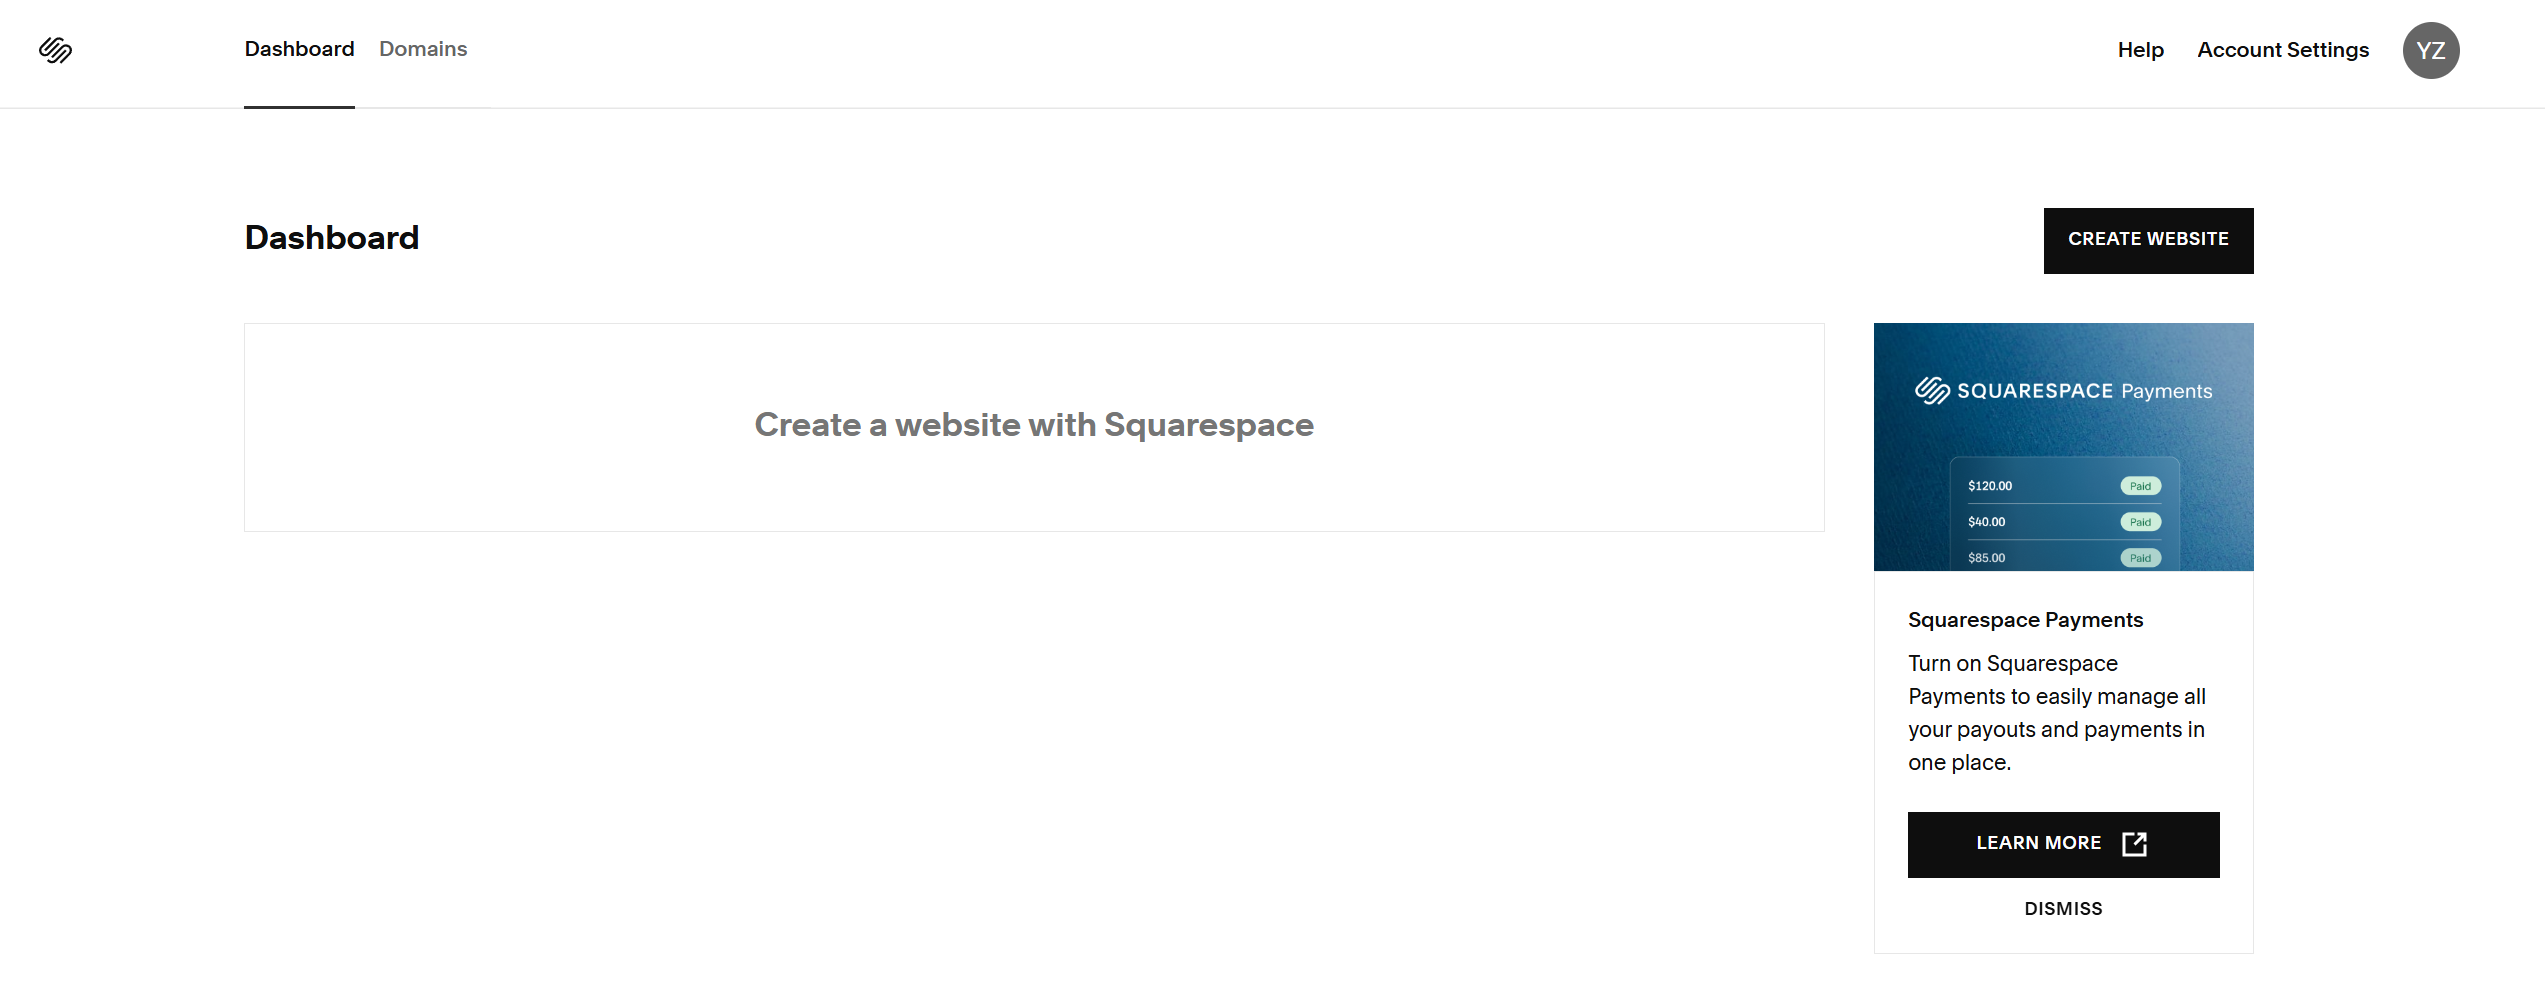 Dashboard Domains
Help Account Settings YZ
Dashboard
CREATE WEBSITE
Create a website with Squarespace
SQUARESPACE Payments
$120.00 Paid
$40.00 Paid
$85.00 Paid
Squarespace Payments
Turn on Squarespace
Payments to easily manage all
your payouts and payments in
one place.
LEARN MORE
DISMISS